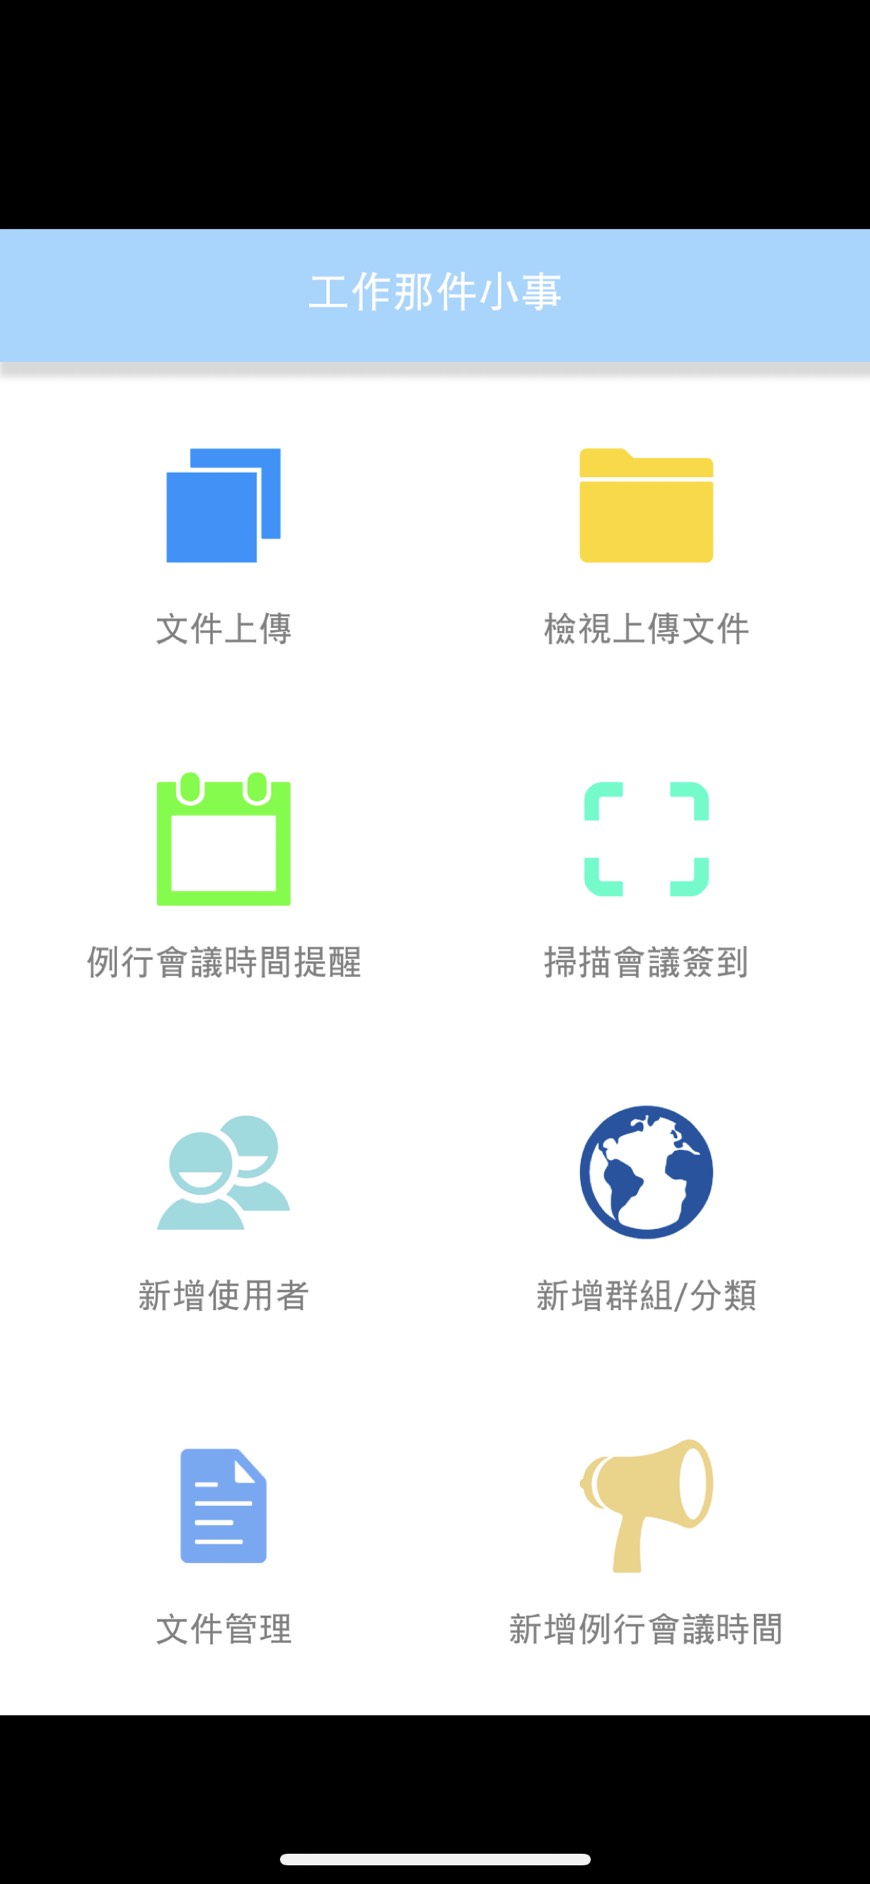 工作那件小事
文件上傳
檢視上傳文件
例行會議時間提醒
掃描會議簽到
新增使用者
新增群組/分類
文件管理
新增例行會議時間